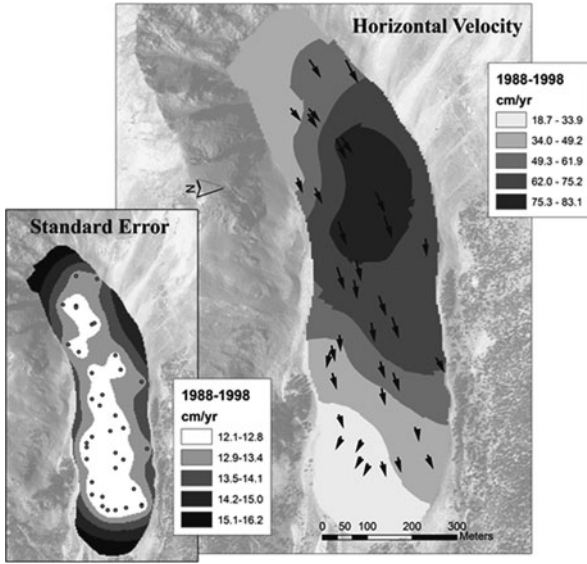 Horizontal Velocity
1988-1998
cm/yr
18.7 - 33.9
34.0 - 49.2
49.3 - 61.9
62.0 - 75.2
75.3 - 83.1
N
Standard Error
1988-1998
cm/yr
12.1-12.8
12.9-13.4
13.5-14.1
14.2-15.0
15.1-16.2
0 50 100 200 300
Meters